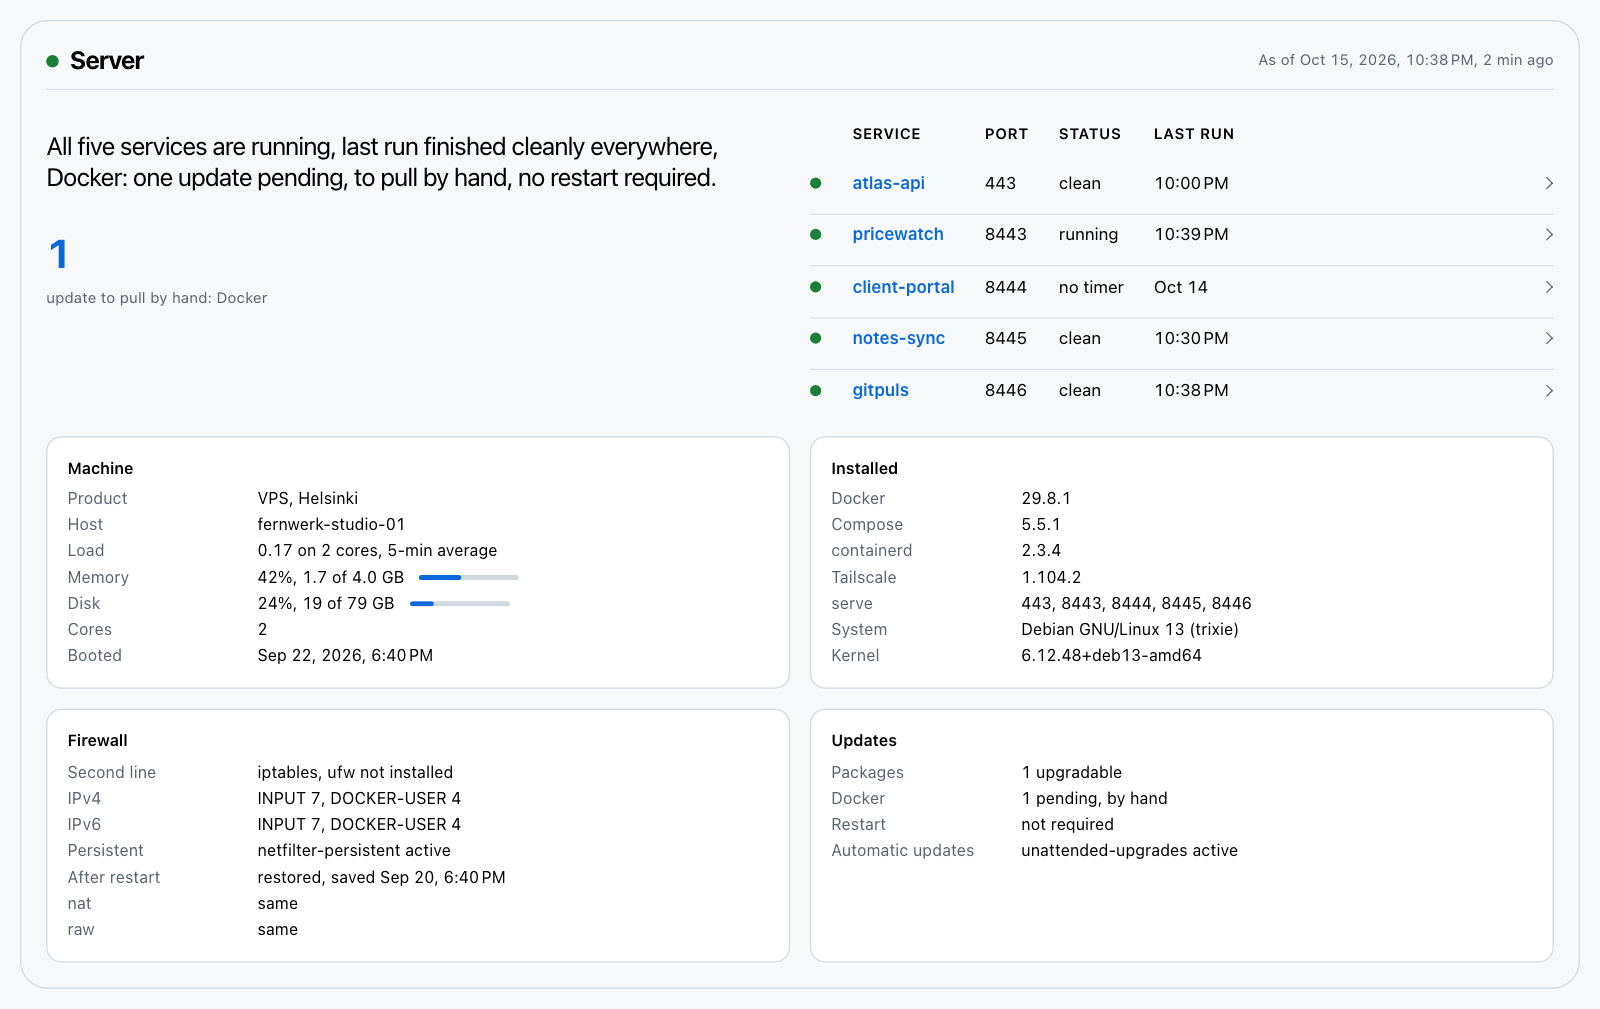 Server
As of Oct 15, 2026, 10:38 PM, 2 min ago
All five services are running, last run finished cleanly everywhere,
Docker: one update pending, to pull by hand, no restart required.
1
update to pull by hand: Docker
SERVICE PORT STATUS LAST RUN
atlas-api 443 clean 10:00 PM
pricewatch 8443 running 10:39 PM
client-portal 8444 no timer Oct 14
notes-sync 8445 clean 10:30 PM
gitpuls 8446 clean 10:38 PM
Machine
Product VPS, Helsinki
Host fernwerk-studio-01
Load 0.17 on 2 cores, 5-min average
Memory 42%, 1.7 of 4.0 GB
Disk 24%, 19 of 79 GB
Cores 2
Booted Sep 22, 2026, 6:40 PM
Installed
Docker 29.8.1
Compose 5.5.1
containerd 2.3.4
Tailscale 1.104.2
serve 443, 8443, 8444, 8445, 8446
System Debian GNU/Linux 13 (trixie)
Kernel 6.12.48+deb13-amd64
Firewall
Second line iptables, ufw not installed
IPv4 INPUT 7, DOCKER-USER 4
IPv6 INPUT 7, DOCKER-USER 4
Persistent netfilter-persistent active
After restart restored, saved Sep 20, 6:40 PM
nat same
raw same
Updates
Packages 1 upgradable
Docker 1 pending, by hand
Restart not required
Automatic updates unattended-upgrades active